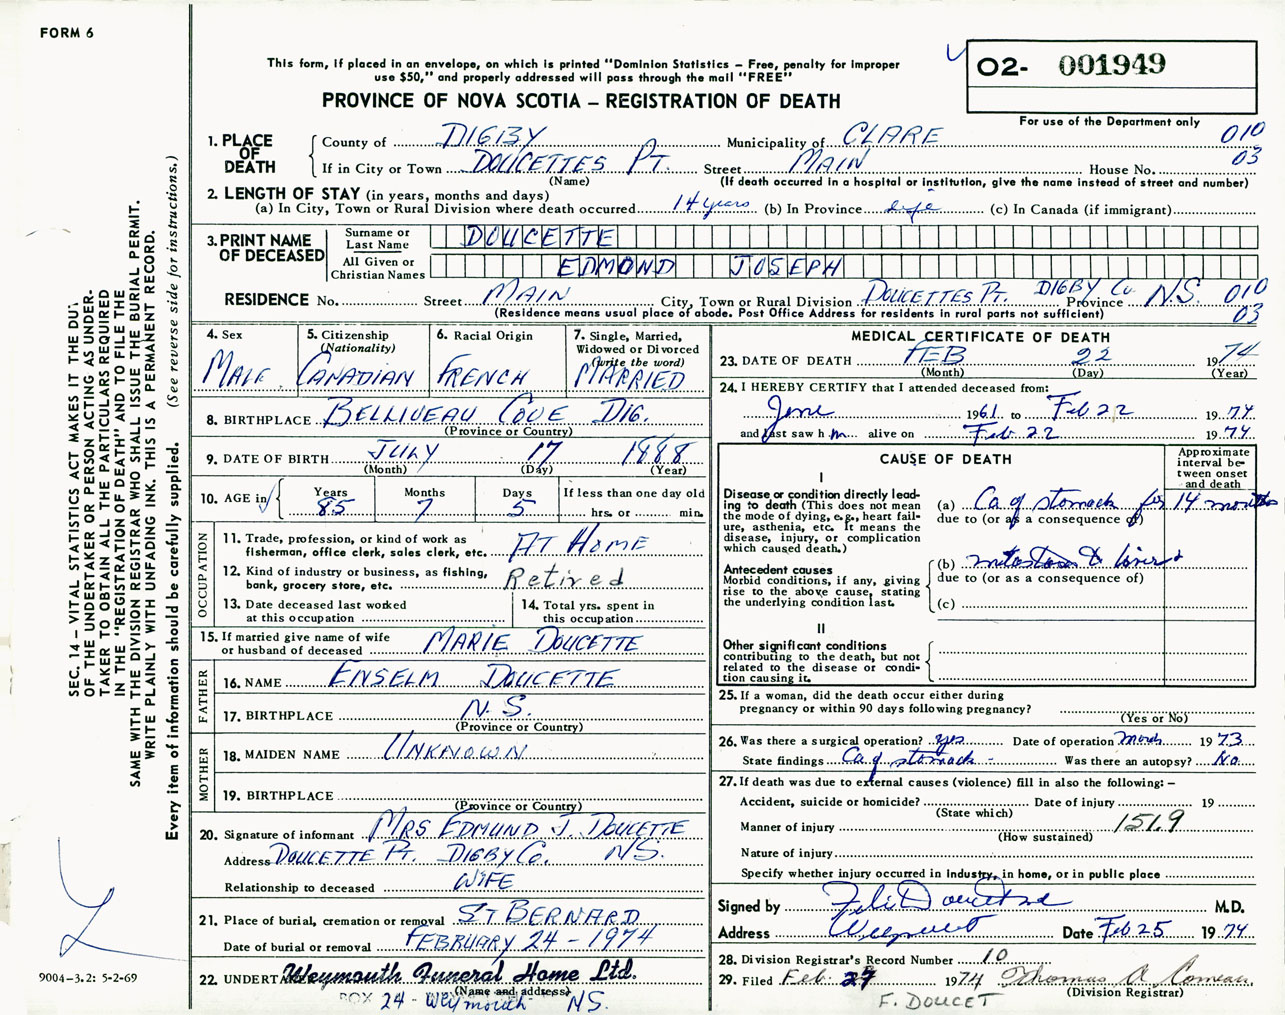 FORM 6
This form, if placed in an envelope, on which is printed "Dominion Statistics – Free, penalty for improper
use $50," and properly addressed will pass through the mail "FREE"
O2- 001949
PROVINCE OF NOVA SCOTIA – REGISTRATION OF DEATH
For use of the Department only
1. PLACE OF DEATH
County of DIGBY Municipality of CLARE 010
If in City or Town DOUCETTES PT. Street MAIN House No. 03
(Name) (If death occurred in a hospital or institution, give the name instead of street and number)
2. LENGTH OF STAY (in years, months and days)
(a) In City, Town or Rural Division where death occurred 14 years (b) In Province life (c) In Canada (if immigrant)
3. PRINT NAME OF DECEASED
Surname or Last Name DOUCETTE
All Given or Christian Names EDMOND JOSEPH
RESIDENCE No. Street MAIN City, Town or Rural Division DOUCETTES PT. DIGBY Co. Province N.S. 010
(Residence means usual place of abode. Post Office Address for residents in rural parts not sufficient) 03
4. Sex MALE
5. Citizenship (Nationality) CANADIAN
6. Racial Origin FRENCH
7. Single, Married, Widowed or Divorced (write the word) MARRIED
8. BIRTHPLACE BELLIVEAU COVE DIG.
(Province or Country)
9. DATE OF BIRTH JULY 17 1888
(Month) (Day) (Year)
10. AGE in Years 85 Months 7 Days 5 If less than one day old hrs. or min.
OCCUPATION
11. Trade, profession, or kind of work as
fisherman, office clerk, sales clerk, etc. AT HOME
12. Kind of industry or business, as fishing,
bank, grocery store, etc. Retired
13. Date deceased last worked
at this occupation
14. Total yrs. spent in
this occupation
15. If married give name of wife
or husband of deceased MARIE DOUCETTE
FATHER
16. NAME ENSELM DOUCETTE
17. BIRTHPLACE N.S.
(Province or Country)
MOTHER
18. MAIDEN NAME UNKNOWN
19. BIRTHPLACE
(Province or Country)
20. Signature of informant MRS EDMUND J. DOUCETTE
Address DOUCETTE PT. DIGBY Co. N.S.
Relationship to deceased WIFE
21. Place of burial, cremation or removal ST BERNARD
Date of burial or removal FEBRUARY 24 – 1974
22. UNDERTAKER Weymouth Funeral Home Ltd.
(Name and address)
BOX 24 - Weymouth NS.
MEDICAL CERTIFICATE OF DEATH
23. DATE OF DEATH FEB 22 1974
(Month) (Day) (Year)
24. I HEREBY CERTIFY that I attended deceased from:
June 1961 to Feb 22 1974
and last saw h m alive on Feb 22 1974
CAUSE OF DEATH
Approximate interval between onset and death
I
Disease or condition directly lead-
ing to death (This does not mean
the mode of dying, e.g., heart fail-
ure, asthenia, etc. It means the
disease, injury, or complication
which caused death.)
(a) Ca of stomach for 14 months
due to (or as a consequence of)
Antecedent causes
Morbid conditions, if any, giving
rise to the above cause, stating
the underlying condition last.
(b) liver
due to (or as a consequence of)
(c)
II
Other significant conditions
contributing to the death, but not
related to the disease or condi-
tion causing it.
25. If a woman, did the death occur either during
pregnancy or within 90 days following pregnancy?
(Yes or No)
26. Was there a surgical operation? yes Date of operation March 1973
State findings Ca of stomach - Was there an autopsy? No
27. If death was due to external causes (violence) fill in also the following: –
Accident, suicide or homicide? Date of injury 19
(State which)
Manner of injury 151.9
(How sustained)
Nature of injury
Specify whether injury occurred in industry, in home, or in public place
Signed by M.D.
Address Weymouth Date Feb 25 1974
28. Division Registrar's Record Number 10
29. Filed Feb 1974 Thomas A Comeau
(Division Registrar)
F. DOUCET
SEC. 14 – VITAL STATISTICS ACT MAKES IT THE
OF THE UNDERTAKER OR PERSON ACTING AS UNDER-
TAKER TO OBTAIN ALL THE PARTICULARS REQUIRED
IN THE "REGISTRATION OF DEATH" AND TO FILE THE
SAME WITH THE DIVISION REGISTRAR WHO SHALL ISSUE THE BURIAL PERMIT.
WRITE PLAINLY WITH UNFADING INK. THIS IS A PERMANENT RECORD.
Every item of information should be carefully supplied. (See reverse side for instructions.)
9004-3.2: 5-2-69